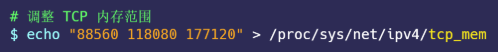 # 调整 TCP 内存范围
$ echo "88560 118080 177120" > /proc/sys/net/ipv4/tcp_mem